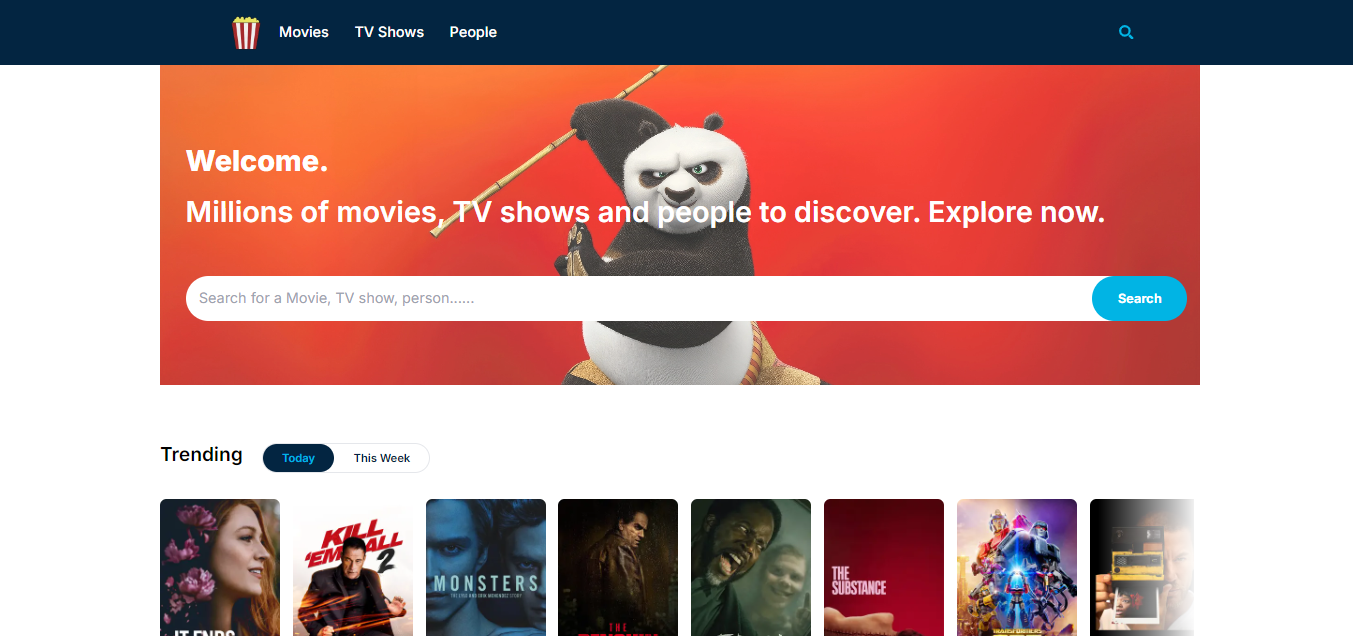 Movies TV Shows People
Welcome.
Millions of movies, TV shows and people to discover. Explore now.
Search for a Movie, TV show, person......
Search
Trending
Today
This Week
IT ENDS
KILL
'EM ALL
2
MONSTERS
THE
SUBSTANCE
THE
TRANSFORMERS